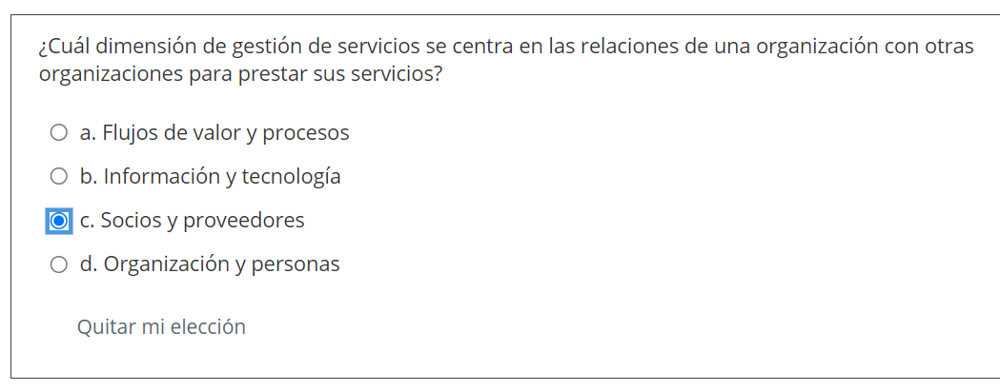 ¿Cuál dimensión de gestión de servicios se centra en las relaciones de una organización con otras
organizaciones para prestar sus servicios?
a. Flujos de valor y procesos
b. Información y tecnología
c. Socios y proveedores
d. Organización y personas
Quitar mi elección